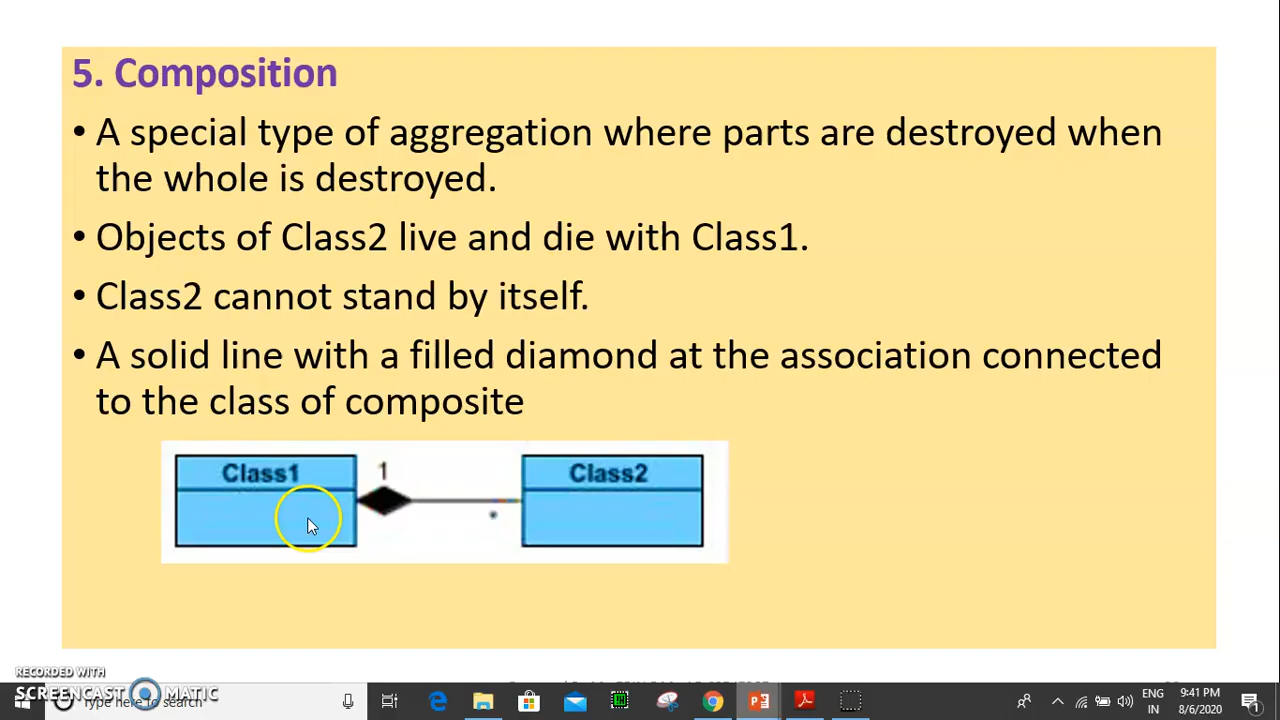 5. Composition
• A special type of aggregation where parts are destroyed when
the whole is destroyed.
• Objects of Class2 live and die with Class1.
• Class2 cannot stand by itself.
• A solid line with a filled diamond at the association connected
to the class of composite
Class1 1 Class2
*
RECORDED WITH
SCREENCAST MATIC
Type here to search
ENG
IN
9:41 PM
8/6/2020